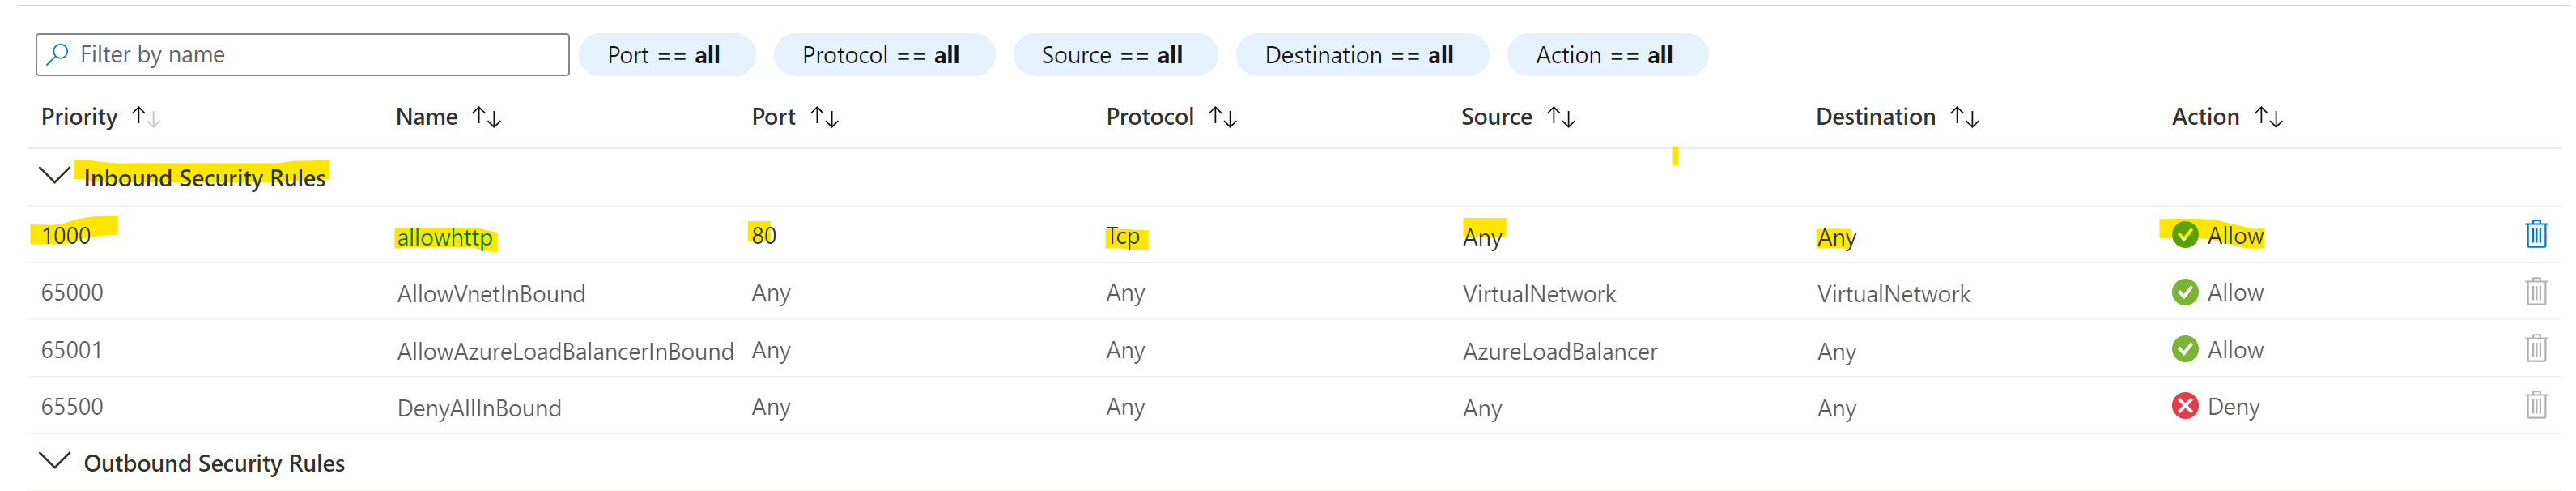 Filter by name Port == all Protocol == all Source == all Destination == all Action == all
Priority Name Port Protocol Source Destination Action
Inbound Security Rules
1000 allowhttp 80 Tcp Any Any Allow
65000 AllowVnetInBound Any Any VirtualNetwork VirtualNetwork Allow
65001 AllowAzureLoadBalancerInBound Any Any AzureLoadBalancer Any Allow
65500 DenyAllInBound Any Any Any Any Deny
Outbound Security Rules